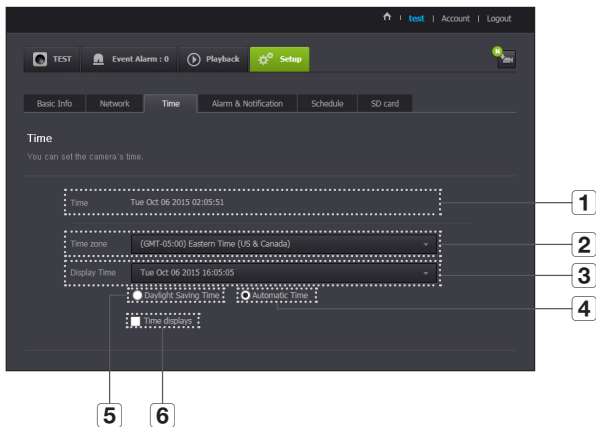 test | Account | Logout
TEST Event Alarm : 0 Playback Setup N
Basic Info Network Time Alarm & Notification Schedule SD card
Time
You can set the camera's time.
Time Tue Oct 06 2015 02:05:51 1
Time zone (GMT-05:00) Eastern Time (US & Canada) 2
Display Time Tue Oct 06 2015 16:05:05 3
Daylight Saving Time Automatic Time 4
Time displays
5 6